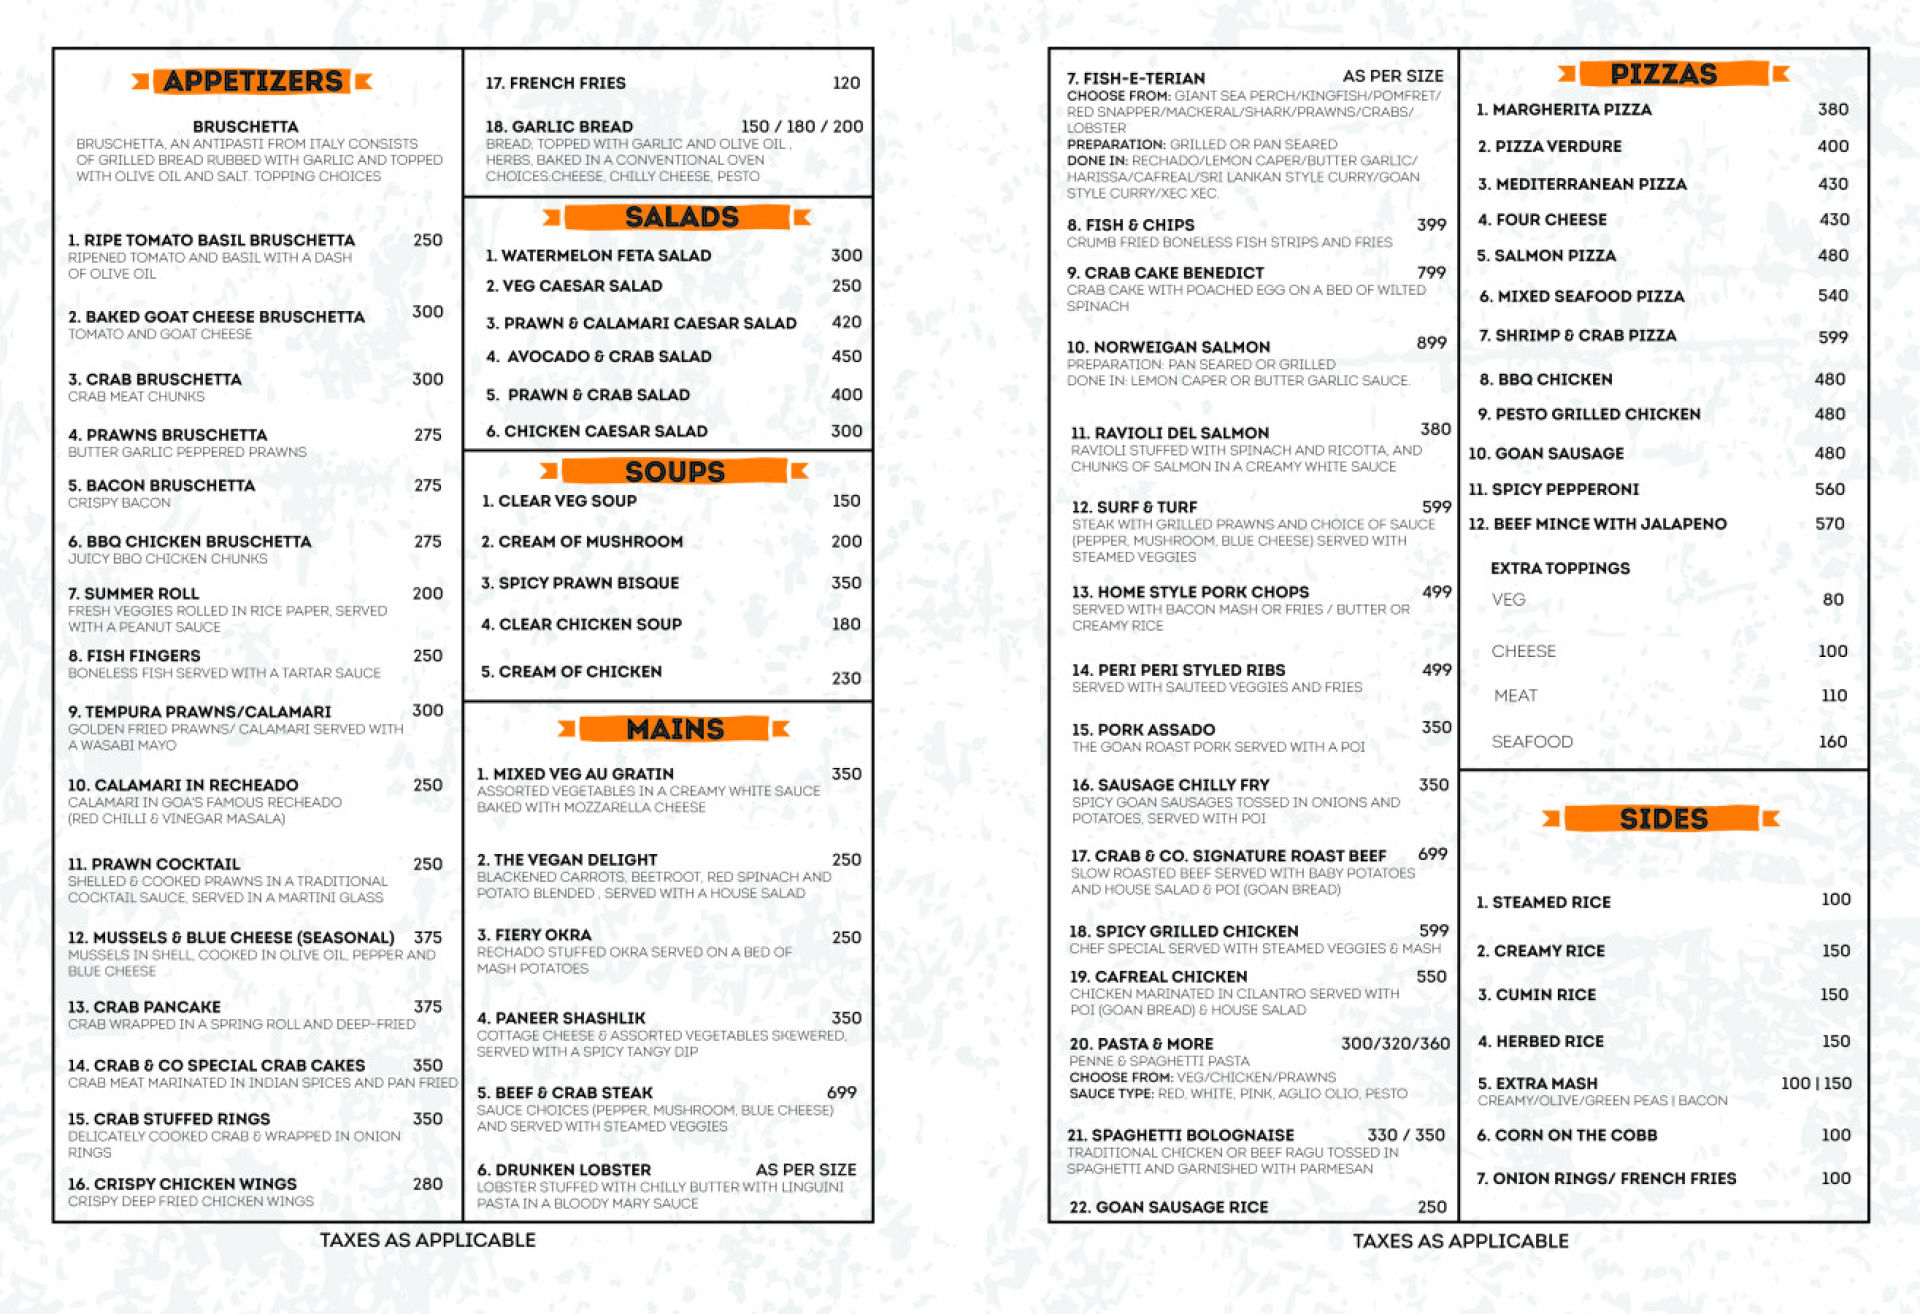 APPETIZERS
BRUSCHETTA
BRUSCHETTA, AN ANTIPASTI FROM ITALY CONSISTS
OF GRILLED BREAD RUBBED WITH GARLIC AND TOPPED
WITH OLIVE OIL AND SALT. TOPPING CHOICES
1. RIPE TOMATO BASIL BRUSCHETTA 250
RIPENED TOMATO AND BASIL WITH A DASH
OF OLIVE OIL
2. BAKED GOAT CHEESE BRUSCHETTA 300
TOMATO AND GOAT CHEESE
3. CRAB BRUSCHETTA 300
CRAB MEAT CHUNKS
4. PRAWNS BRUSCHETTA 275
BUTTER GARLIC PEPPERED PRAWNS
5. BACON BRUSCHETTA 275
CRISPY BACON
6. BBQ CHICKEN BRUSCHETTA 275
JUICY BBQ CHICKEN CHUNKS
7. SUMMER ROLL 200
FRESH VEGGIES ROLLED IN RICE PAPER, SERVED
WITH A PEANUT SAUCE
8. FISH FINGERS 250
BONELESS FISH SERVED WITH A TARTAR SAUCE
9. TEMPURA PRAWNS/CALAMARI 300
GOLDEN FRIED PRAWNS/ CALAMARI SERVED WITH
A WASABI MAYO
10. CALAMARI IN RECHEADO 250
CALAMARI IN GOA'S FAMOUS RECHEADO
(RED CHILLI & VINEGAR MASALA)
11. PRAWN COCKTAIL 250
SHELLED & COOKED PRAWNS IN A TRADITIONAL
COCKTAIL SAUCE, SERVED IN A MARTINI GLASS
12. MUSSELS & BLUE CHEESE (SEASONAL) 375
MUSSELS IN SHELL, COOKED IN OLIVE OIL, PEPPER AND
BLUE CHEESE
13. CRAB PANCAKE 375
CRAB WRAPPED IN A SPRING ROLL AND DEEP-FRIED
14. CRAB & CO SPECIAL CRAB CAKES 350
CRAB MEAT MARINATED IN INDIAN SPICES AND PAN FRIED
15. CRAB STUFFED RINGS 350
DELICATELY COOKED CRAB & WRAPPED IN ONION
RINGS
16. CRISPY CHICKEN WINGS 280
CRISPY DEEP FRIED CHICKEN WINGS
17. FRENCH FRIES 120
18. GARLIC BREAD 150 / 180 / 200
BREAD, TOPPED WITH GARLIC AND OLIVE OIL ,
HERBS, BAKED IN A CONVENTIONAL OVEN
CHOICES:CHEESE, CHILLY CHEESE, PESTO
SALADS
1. WATERMELON FETA SALAD 300
2. VEG CAESAR SALAD 250
3. PRAWN & CALAMARI CAESAR SALAD 420
4. AVOCADO & CRAB SALAD 450
5. PRAWN & CRAB SALAD 400
6. CHICKEN CAESAR SALAD 300
SOUPS
1. CLEAR VEG SOUP 150
2. CREAM OF MUSHROOM 200
3. SPICY PRAWN BISQUE 350
4. CLEAR CHICKEN SOUP 180
5. CREAM OF CHICKEN 230
MAINS
1. MIXED VEG AU GRATIN 350
ASSORTED VEGETABLES IN A CREAMY WHITE SAUCE
BAKED WITH MOZZARELLA CHEESE
2. THE VEGAN DELIGHT 250
BLACKENED CARROTS, BEETROOT, RED SPINACH AND
POTATO BLENDED , SERVED WITH A HOUSE SALAD
3. FIERY OKRA 250
RECHADO STUFFED OKRA SERVED ON A BED OF
MASH POTATOES
4. PANEER SHASHLIK 350
COTTAGE CHEESE & ASSORTED VEGETABLES SKEWERED,
SERVED WITH A SPICY TANGY DIP
5. BEEF & CRAB STEAK 699
SAUCE CHOICES (PEPPER, MUSHROOM, BLUE CHEESE)
AND SERVED WITH STEAMED VEGGIES
6. DRUNKEN LOBSTER AS PER SIZE
LOBSTER STUFFED WITH CHILLY BUTTER WITH LINGUINI
PASTA IN A BLOODY MARY SAUCE
TAXES AS APPLICABLE
7. FISH-E-TERIAN AS PER SIZE
CHOOSE FROM: GIANT SEA PERCH/KINGFISH/POMFRET/
RED SNAPPER/MACKERAL/SHARK/PRAWNS/CRABS/
LOBSTER
PREPARATION: GRILLED OR PAN SEARED
DONE IN: RECHADO/LEMON CAPER/BUTTER GARLIC/
HARISSA/CAFREAL/SRI LANKAN STYLE CURRY/GOAN
STYLE CURRY/XEC XEC.
8. FISH & CHIPS 399
CRUMB FRIED BONELESS FISH STRIPS AND FRIES
9. CRAB CAKE BENEDICT 799
CRAB CAKE WITH POACHED EGG ON A BED OF WILTED
SPINACH
10. NORWEIGAN SALMON 899
PREPARATION: PAN SEARED OR GRILLED
DONE IN: LEMON CAPER OR BUTTER GARLIC SAUCE.
11. RAVIOLI DEL SALMON 380
RAVIOLI STUFFED WITH SPINACH AND RICOTTA, AND
CHUNKS OF SALMON IN A CREAMY WHITE SAUCE
12. SURF & TURF 599
STEAK WITH GRILLED PRAWNS AND CHOICE OF SAUCE
(PEPPER, MUSHROOM, BLUE CHEESE) SERVED WITH
STEAMED VEGGIES
13. HOME STYLE PORK CHOPS 499
SERVED WITH BACON MASH OR FRIES / BUTTER OR
CREAMY RICE
14. PERI PERI STYLED RIBS 499
SERVED WITH SAUTEED VEGGIES AND FRIES
15. PORK ASSADO 350
THE GOAN ROAST PORK SERVED WITH A POI
16. SAUSAGE CHILLY FRY 350
SPICY GOAN SAUSAGES TOSSED IN ONIONS AND
POTATOES, SERVED WITH POI
17. CRAB & CO. SIGNATURE ROAST BEEF 699
SLOW ROASTED BEEF SERVED WITH BABY POTATOES
AND HOUSE SALAD & POI (GOAN BREAD)
18. SPICY GRILLED CHICKEN 599
CHEF SPECIAL SERVED WITH STEAMED VEGGIES & MASH
19. CAFREAL CHICKEN 550
CHICKEN MARINATED IN CILANTRO SERVED WITH
POI (GOAN BREAD) & HOUSE SALAD
20. PASTA & MORE 300/320/360
PENNE & SPAGHETTI PASTA
CHOOSE FROM: VEG/CHICKEN/PRAWNS
SAUCE TYPE: RED, WHITE, PINK, AGLIO OLIO, PESTO
21. SPAGHETTI BOLOGNAISE 330 / 350
TRADITIONAL CHICKEN OR BEEF RAGU TOSSED IN
SPAGHETTI AND GARNISHED WITH PARMESAN
22. GOAN SAUSAGE RICE 250
PIZZAS
1. MARGHERITA PIZZA 380
2. PIZZA VERDURE 400
3. MEDITERRANEAN PIZZA 430
4. FOUR CHEESE 430
5. SALMON PIZZA 480
6. MIXED SEAFOOD PIZZA 540
7. SHRIMP & CRAB PIZZA 599
8. BBQ CHICKEN 480
9. PESTO GRILLED CHICKEN 480
10. GOAN SAUSAGE 480
11. SPICY PEPPERONI 560
12. BEEF MINCE WITH JALAPENO 570
EXTRA TOPPINGS
VEG 80
CHEESE 100
MEAT 110
SEAFOOD 160
SIDES
1. STEAMED RICE 100
2. CREAMY RICE 150
3. CUMIN RICE 150
4. HERBED RICE 150
5. EXTRA MASH 100 | 150
CREAMY/OLIVE/GREEN PEAS | BACON
6. CORN ON THE COBB 100
7. ONION RINGS/ FRENCH FRIES 100
TAXES AS APPLICABLE